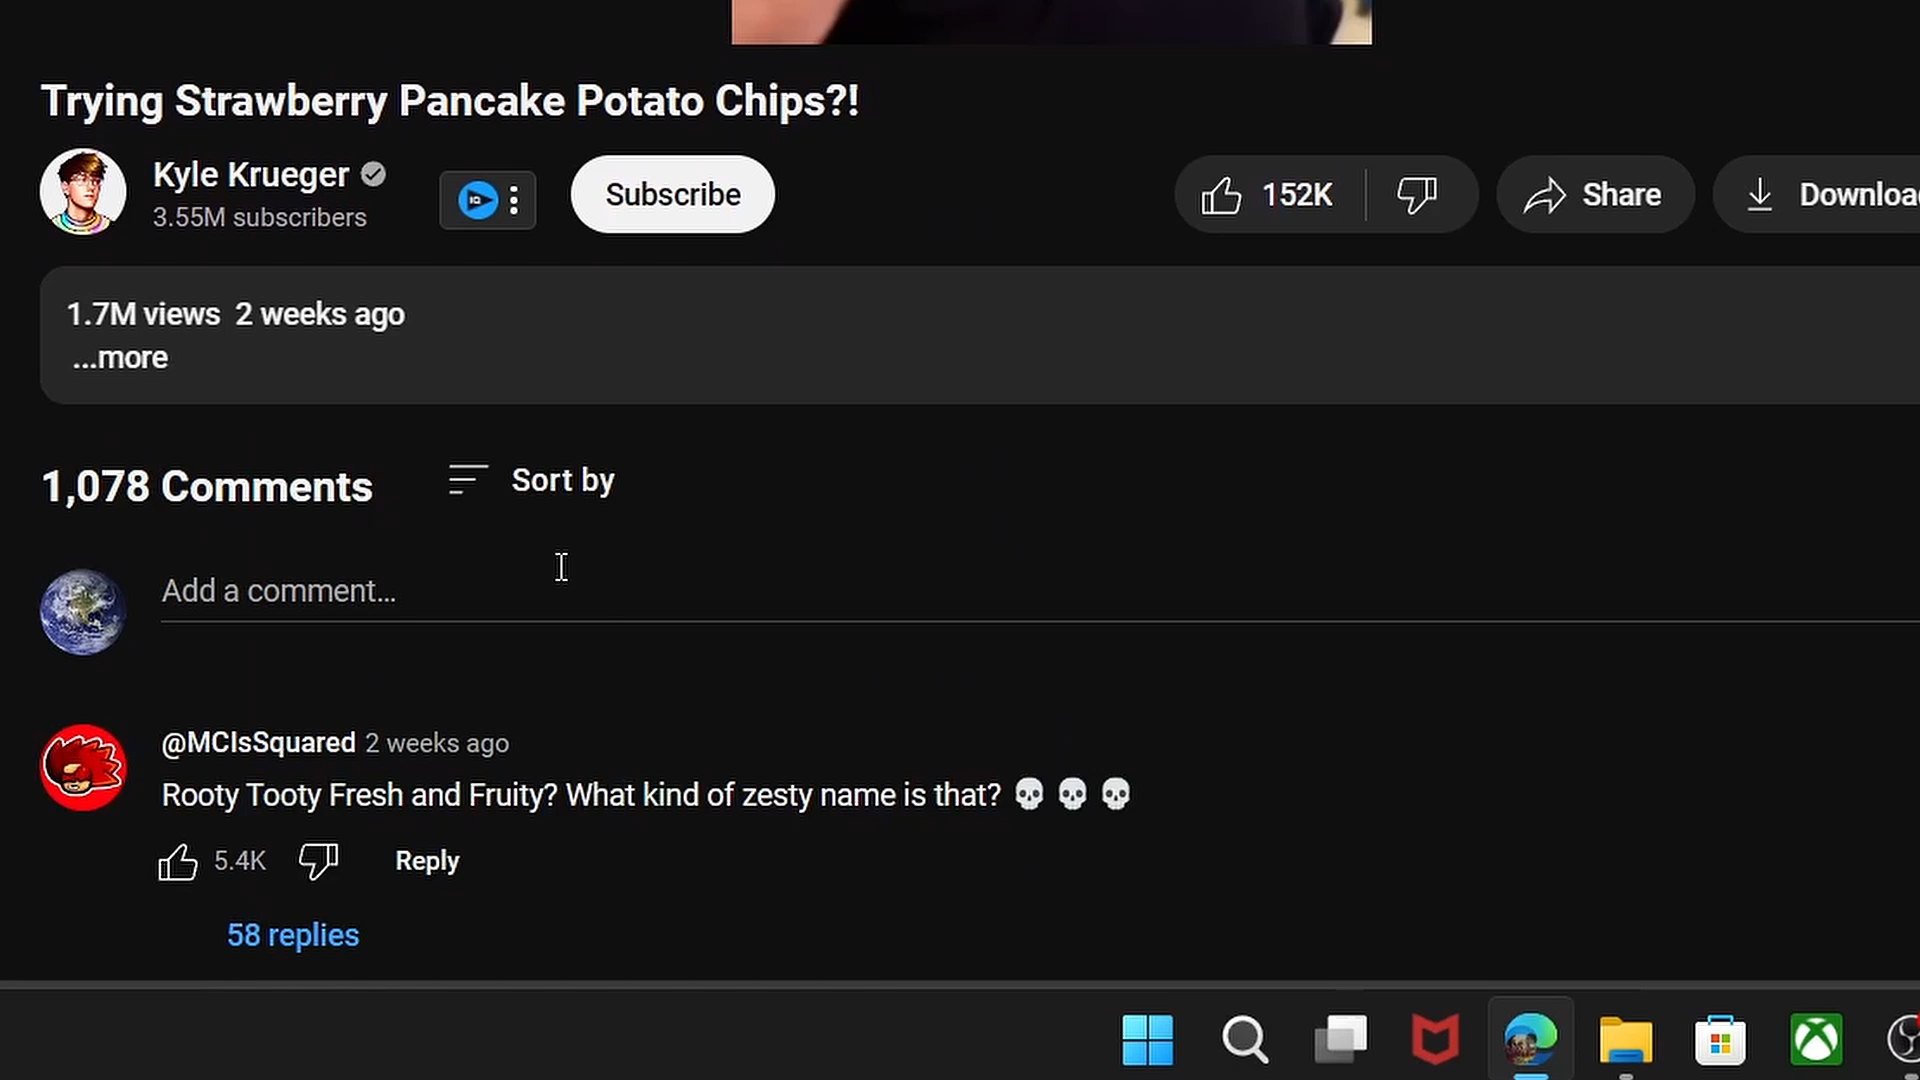 Trying Strawberry Pancake Potato Chips?!
Kyle Krueger
3.55M subscribers
IQ
Subscribe
152K
Share
Downloa
1.7M views 2 weeks ago
...more
1,078 Comments
Sort by
Add a comment...
@MCIsSquared 2 weeks ago
Rooty Tooty Fresh and Fruity? What kind of zesty name is that? 💀 💀 💀
5.4K
Reply
58 replies